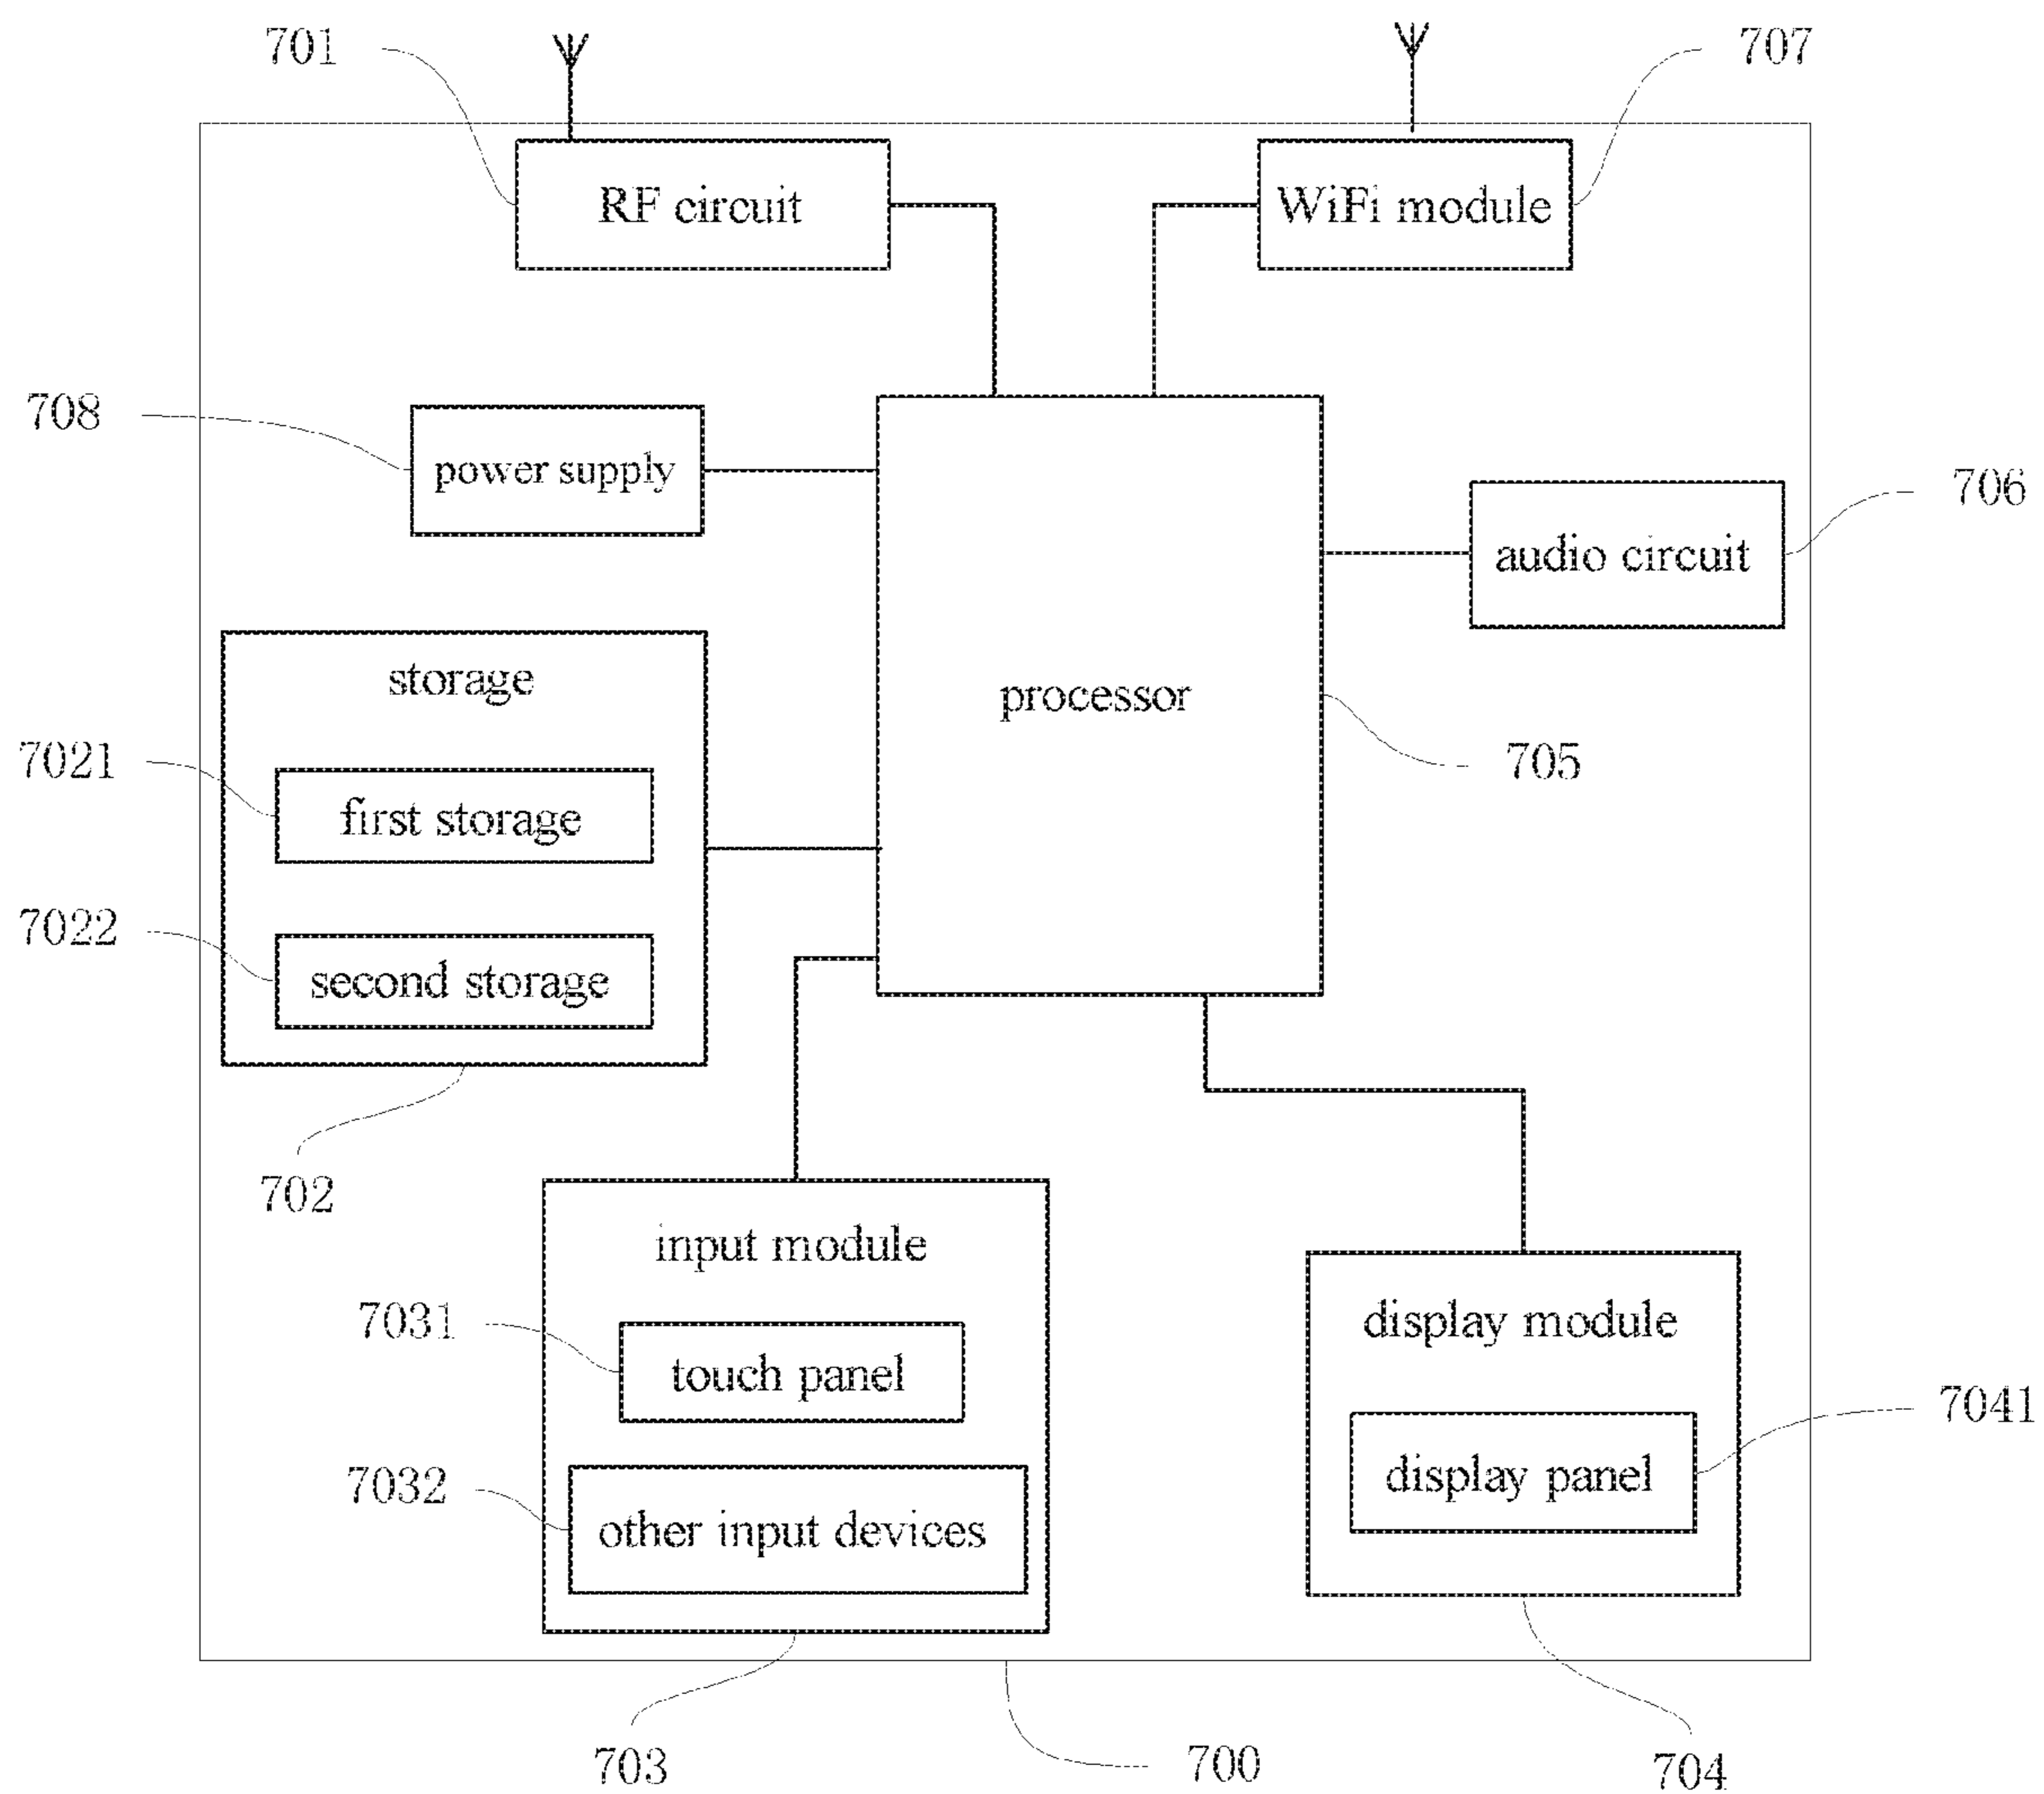 701
707
RF circuit
WiFi module
708
power supply
706
audio circuit
storage
processor
7021
705
first storage
7022
second storage
702
input module
7031
display module
touch panel
7041
7032
display panel
other input devices
703
700
704